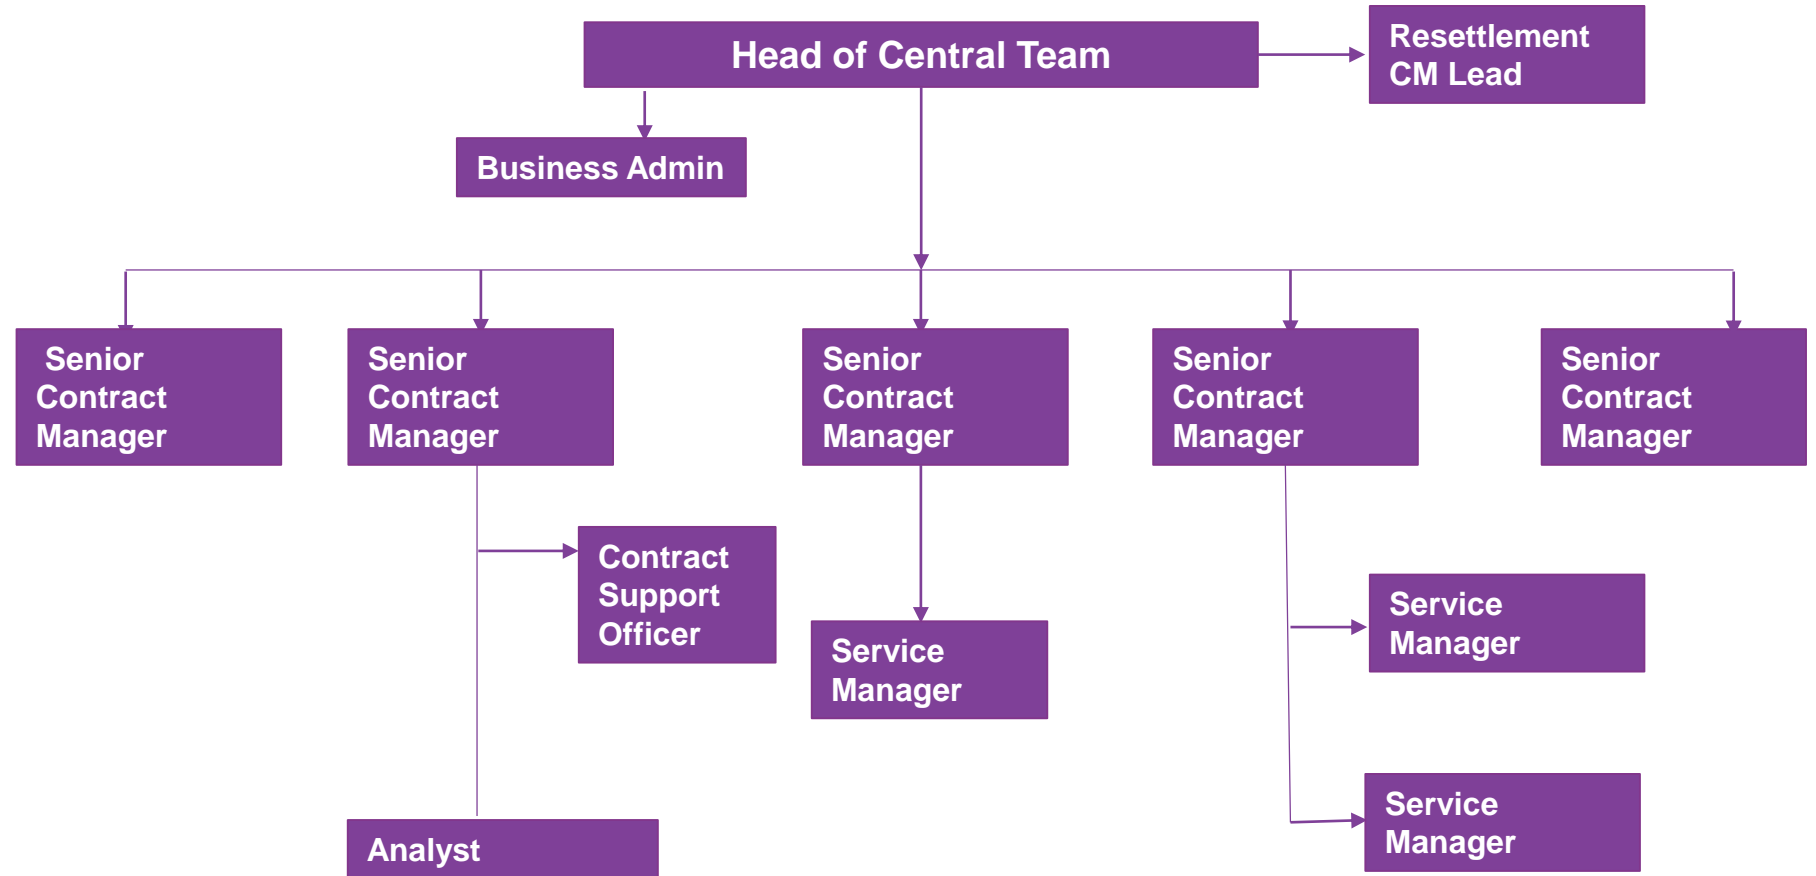 Head of Central Team
Resettlement
CM Lead
Business Admin
Senior
Contract
Manager
Senior
Contract
Manager
Senior
Contract
Manager
Senior
Contract
Manager
Senior
Contract
Manager
Contract
Support
Officer
Service
Manager
Service
Manager
Analyst
Service
Manager